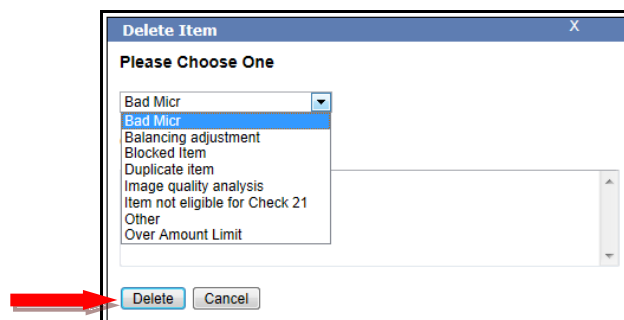 Delete Item X
Please Choose One
Bad Micr
Bad Micr
Balancing adjustment
Blocked Item
Duplicate item
Image quality analysis
Item not eligible for Check 21
Other
Over Amount Limit
Delete Cancel